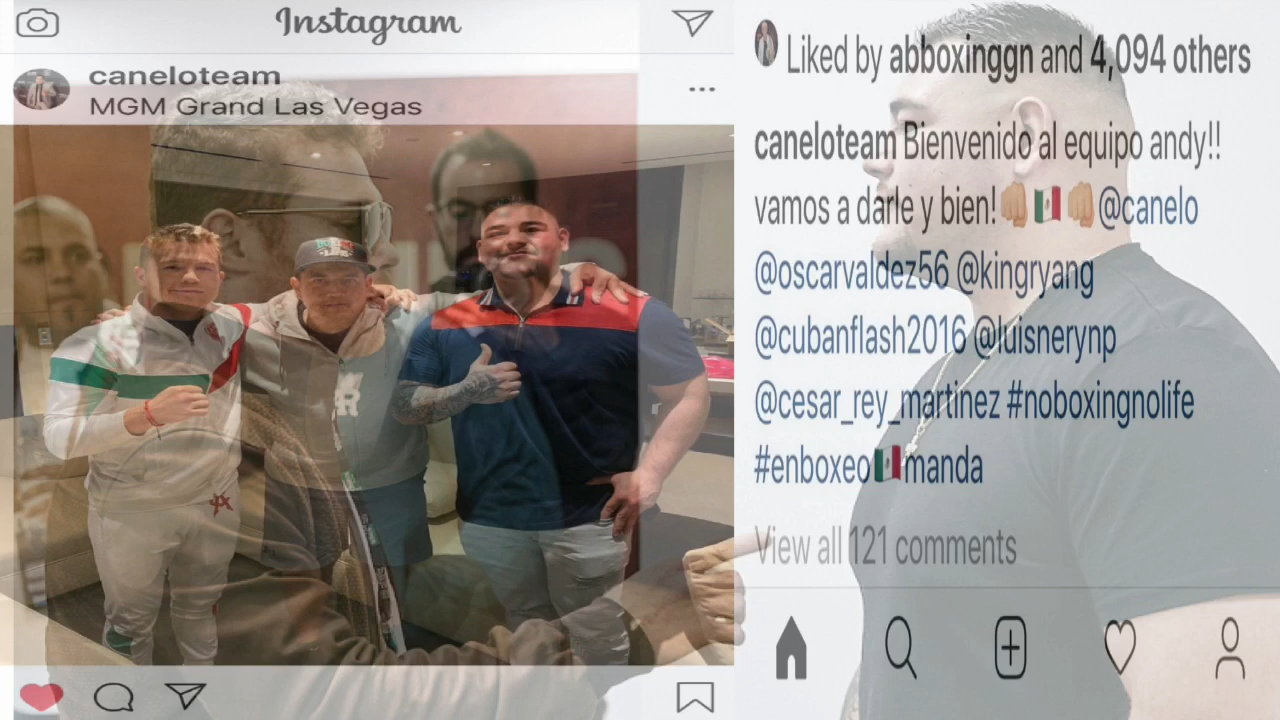 Instagram
caneloteam
MGM Grand Las Vegas
Liked by abboxinggn and 4,094 others
caneloteam Bienvenido al equipo andy!!
vamos a darle y bien!👊🇲🇽👊@canelo
@oscarvaldez56 @kingryang
@cubanflash2016 @luisnerynp
@cesar_rey_martinez #noboxingnolife
#enboxeo🇲🇽manda
View all 121 comments